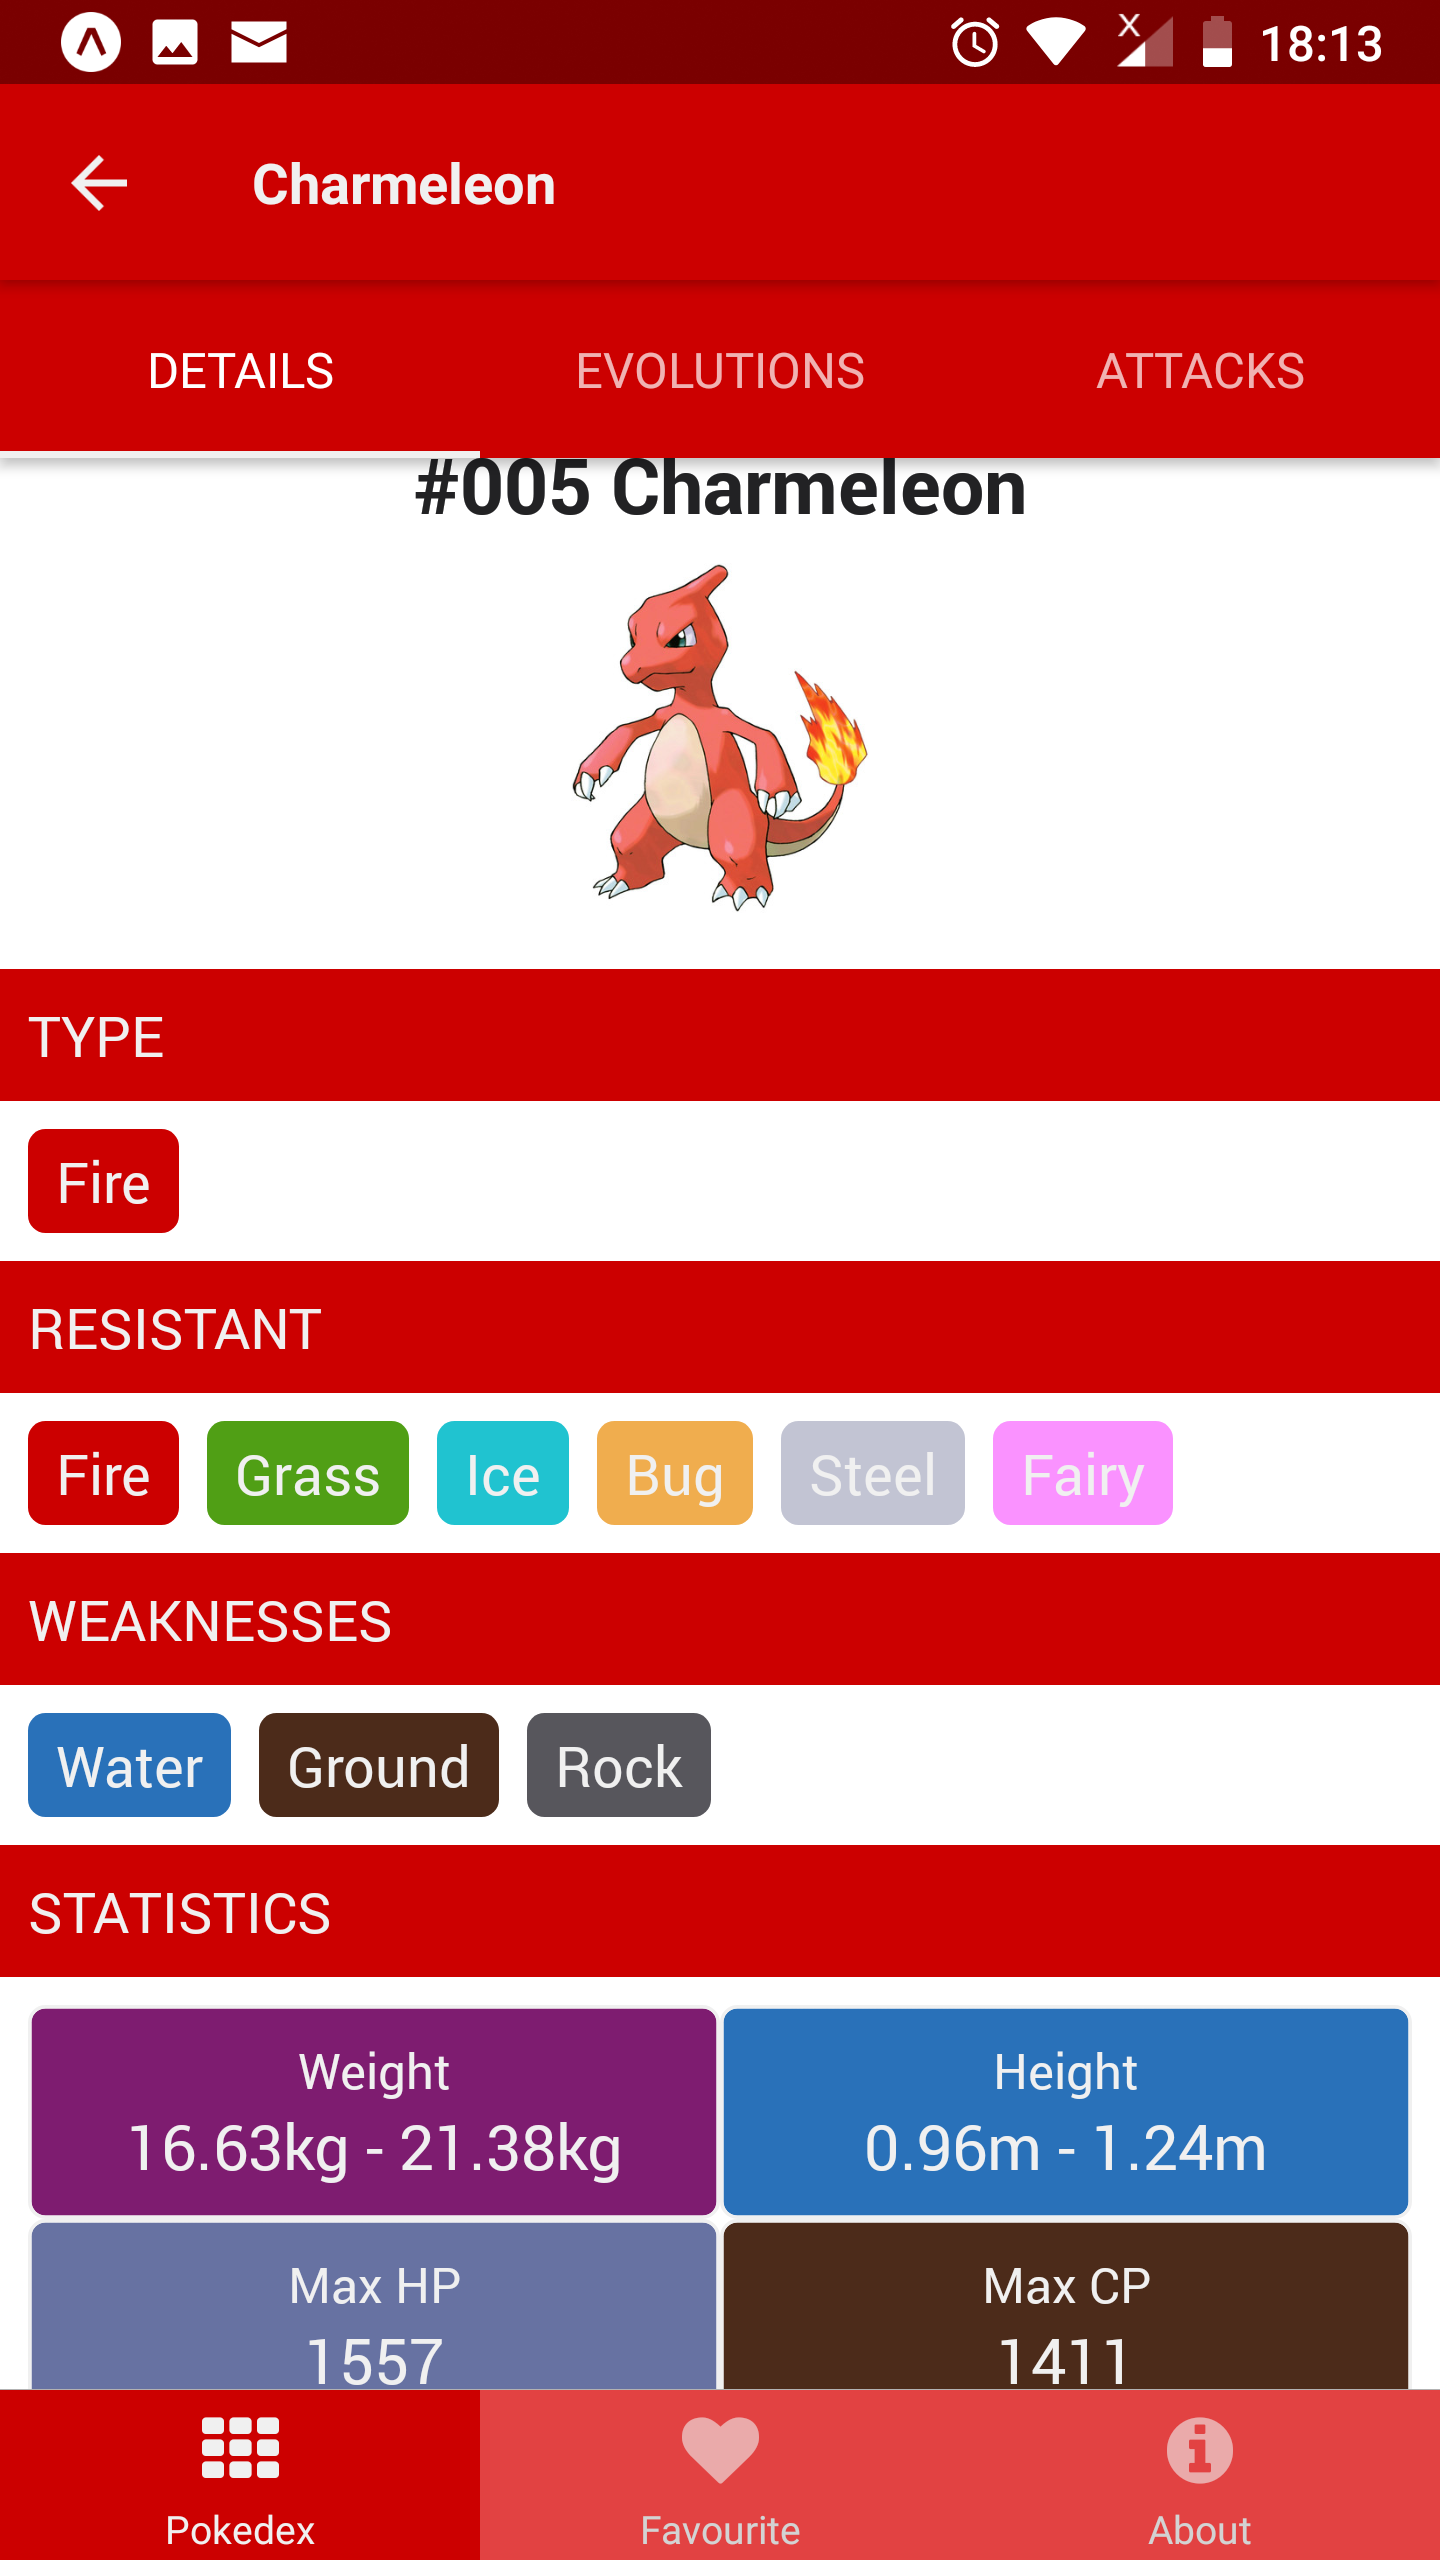 18:13
Charmeleon
DETAILS EVOLUTIONS ATTACKS
#005 Charmeleon
TYPE
Fire
RESISTANT
Fire Grass Ice Bug Steel Fairy
WEAKNESSES
Water Ground Rock
STATISTICS
Weight Height
16.63kg - 21.38kg 0.96m - 1.24m
Max HP Max CP
1557 1411
Pokedex Favourite About